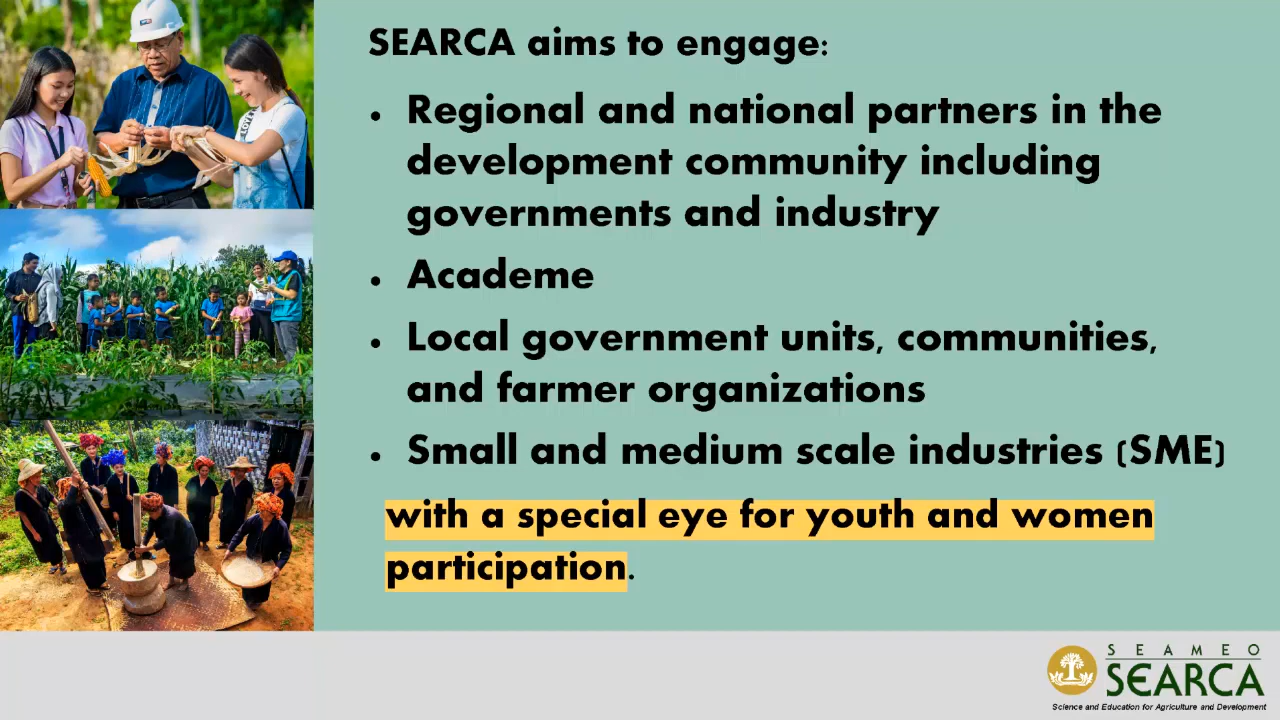 SEARCA aims to engage:
• Regional and national partners in the
development community including
governments and industry
• Academe
• Local government units, communities,
and farmer organizations
• Small and medium scale industries (SME)
with a special eye for youth and women
participation.
SEAMEO
SEARCA
Science and Education for Agriculture and Development